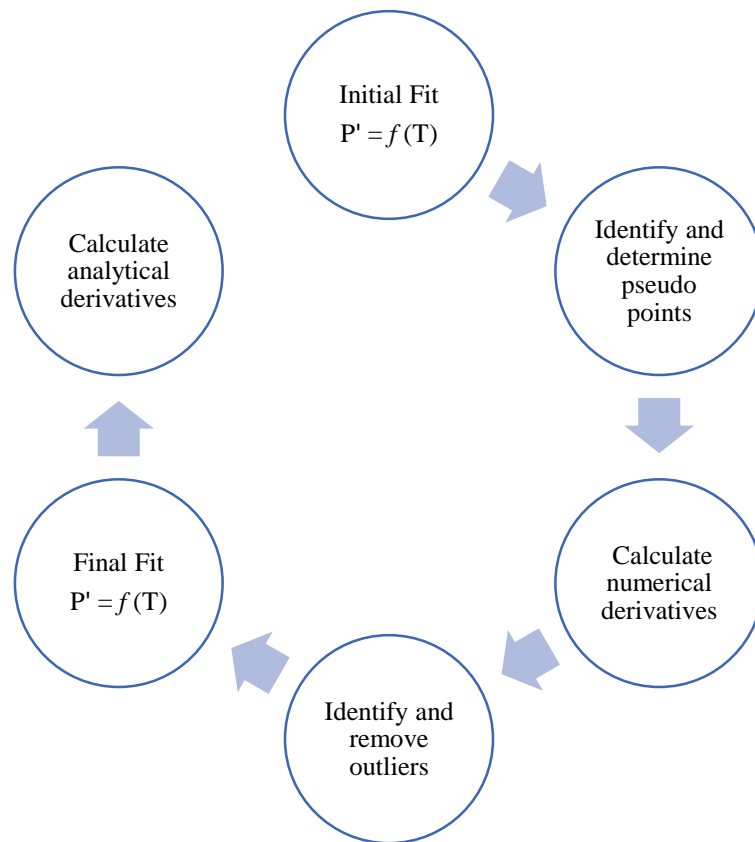 Initial Fit
P' = f (T)
Identify and
determine
pseudo
points
Calculate
numerical
derivatives
Identify and
remove
outliers
Final Fit
P' = f (T)
Calculate
analytical
derivatives